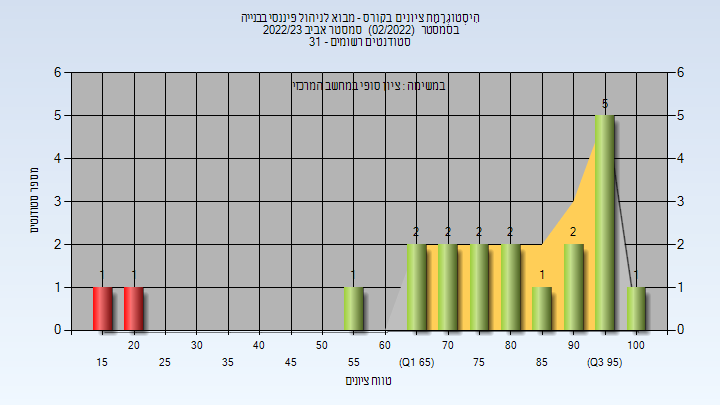 היסטוגרמת ציונים בקורס - מבוא לניהול פיננסי בבנייה
בסמסטר (02/2022) סמסטר אביב 2022/23
סטודנטים רשומים - 31
במשימה : ציון סופי במחשב המרכזי
מספר סטודנטים
6 6
5 5
4 4
3 3
2 2
1 1
0 0
1 1 1 2 2 2 2 1 2 5 1
20 30 40 50 60 70 80 90 100
15 25 35 45 55 (Q1 65) 75 85 (Q3 95)
טווח ציונים